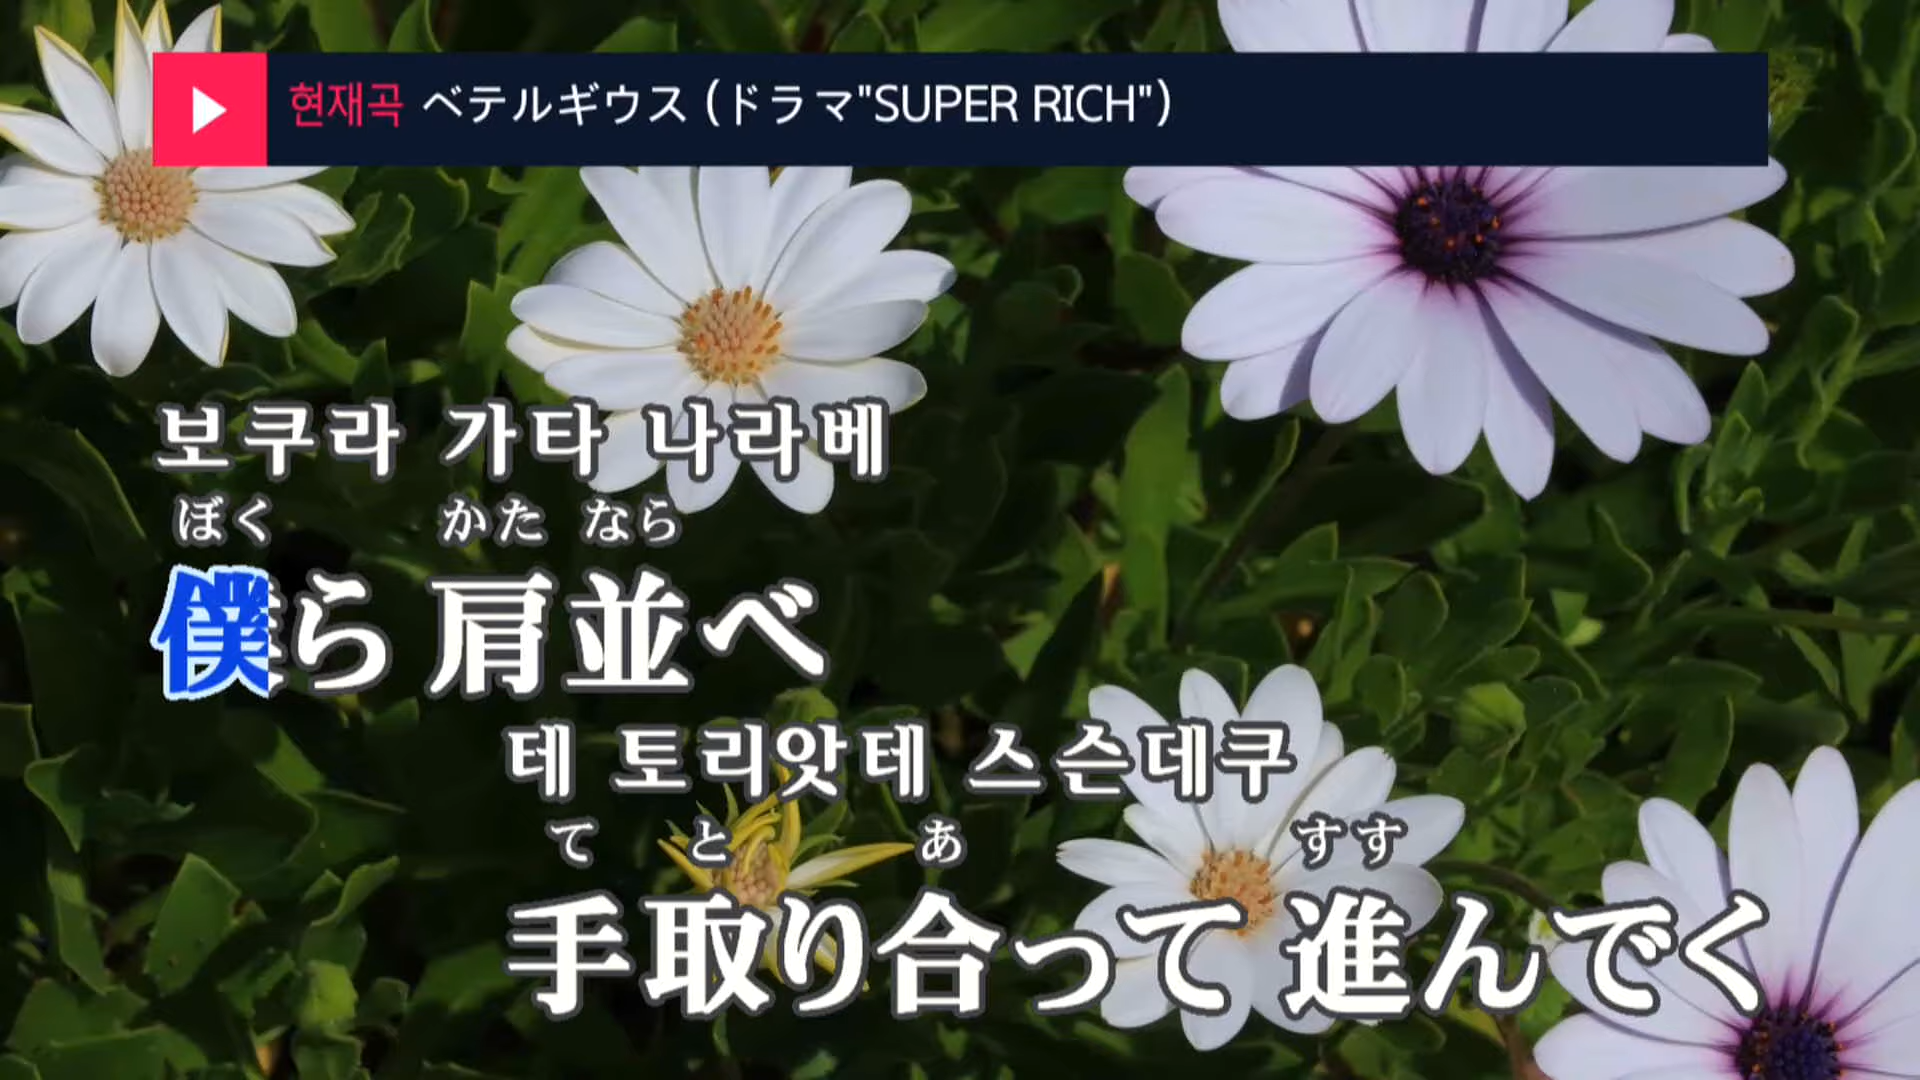 현재곡 ベテルギウス (ドラマ"SUPER RICH")
보쿠라 가타 나라베
ぼく かた なら
僕ら 肩並べ
테 토리앗테 스슨데쿠
て と あ すす
手取り合って 進んでく